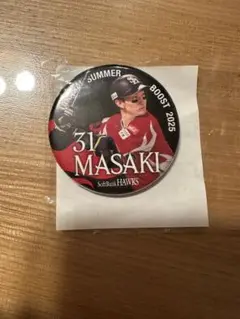 SUMMER BOOST 2025
31
MASAKI
SoftBank HAWKS